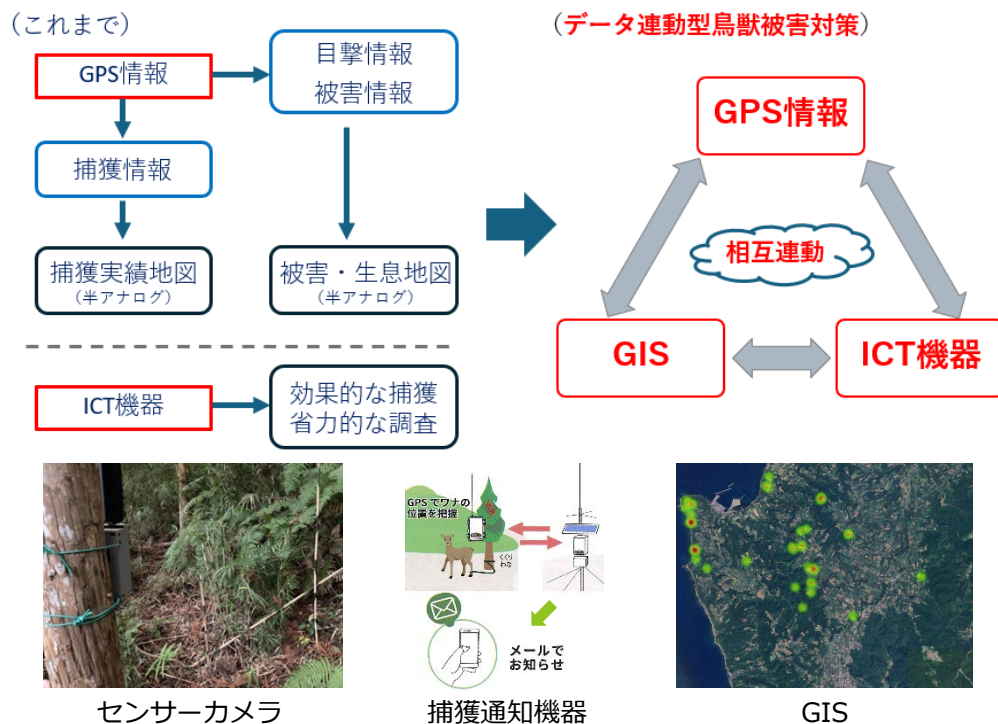 （これまで）
GPS情報
目撃情報
被害情報
捕獲情報
捕獲実績地図
（半アナログ）
被害・生息地図
（半アナログ）
ICT機器
効果的な捕獲
省力的な調査
（データ連動型鳥獣被害対策）
GPS情報
相互連動
GIS
ICT機器
GPSでワナの
位置を把握
くくり
わな
メールで
お知らせ
センサーカメラ
捕獲通知機器
GIS